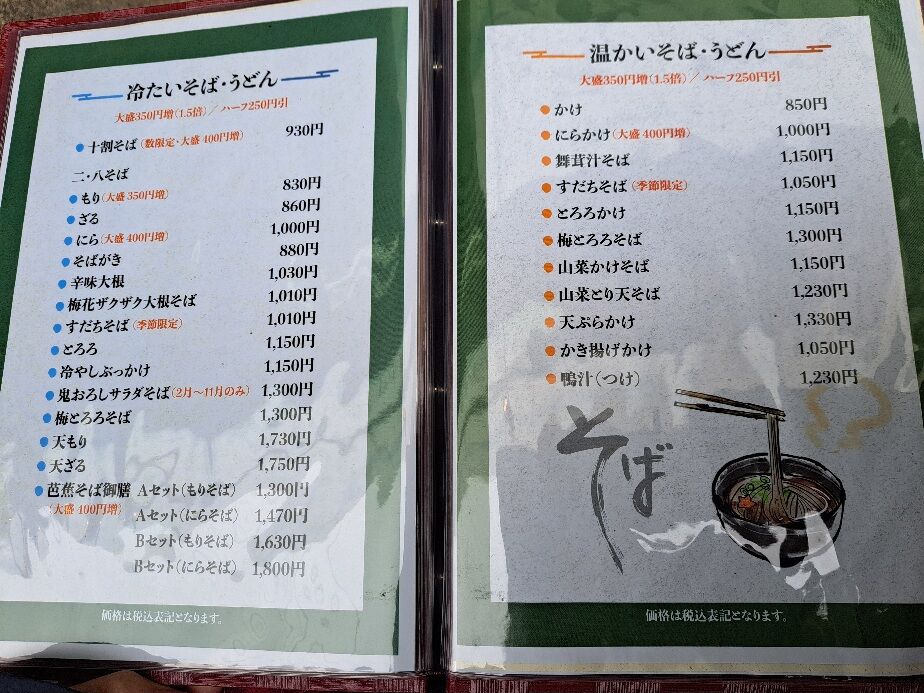 冷たいそば・うどん
大盛350円増(1.5倍)／ハーフ250円引
十割そば(数限定・大盛400円増) 930円
二・八そば
もり(大盛350円増) 830円
ざる 860円
にら(大盛400円増) 1,000円
そばがき 880円
辛味大根 1,030円
梅花ザクザク大根そば 1,010円
すだちそば(季節限定) 1,010円
とろろ 1,150円
冷やしぶっかけ 1,150円
鬼おろしサラダそば(2月〜11月のみ) 1,300円
梅とろろそば 1,300円
天もり 1,730円
天ざる 1,750円
芭蕉そば御膳 Aセット(もりそば) 1,300円
(大盛400円増) Aセット(にらそば) 1,470円
Bセット(もりそば) 1,630円
Bセット(にらそば) 1,800円
価格は税込表記となります。
温かいそば・うどん
大盛350円増(1.5倍)／ハーフ250円引
かけ 850円
にらかけ(大盛400円増) 1,000円
舞茸汁そば 1,150円
すだちそば(季節限定) 1,050円
とろろかけ 1,150円
梅とろろそば 1,300円
山菜かけそば 1,150円
山菜とり天そば 1,230円
天ぷらかけ 1,330円
かき揚げかけ 1,050円
鴨汁(つけ) 1,230円
そば
価格は税込表記となります。